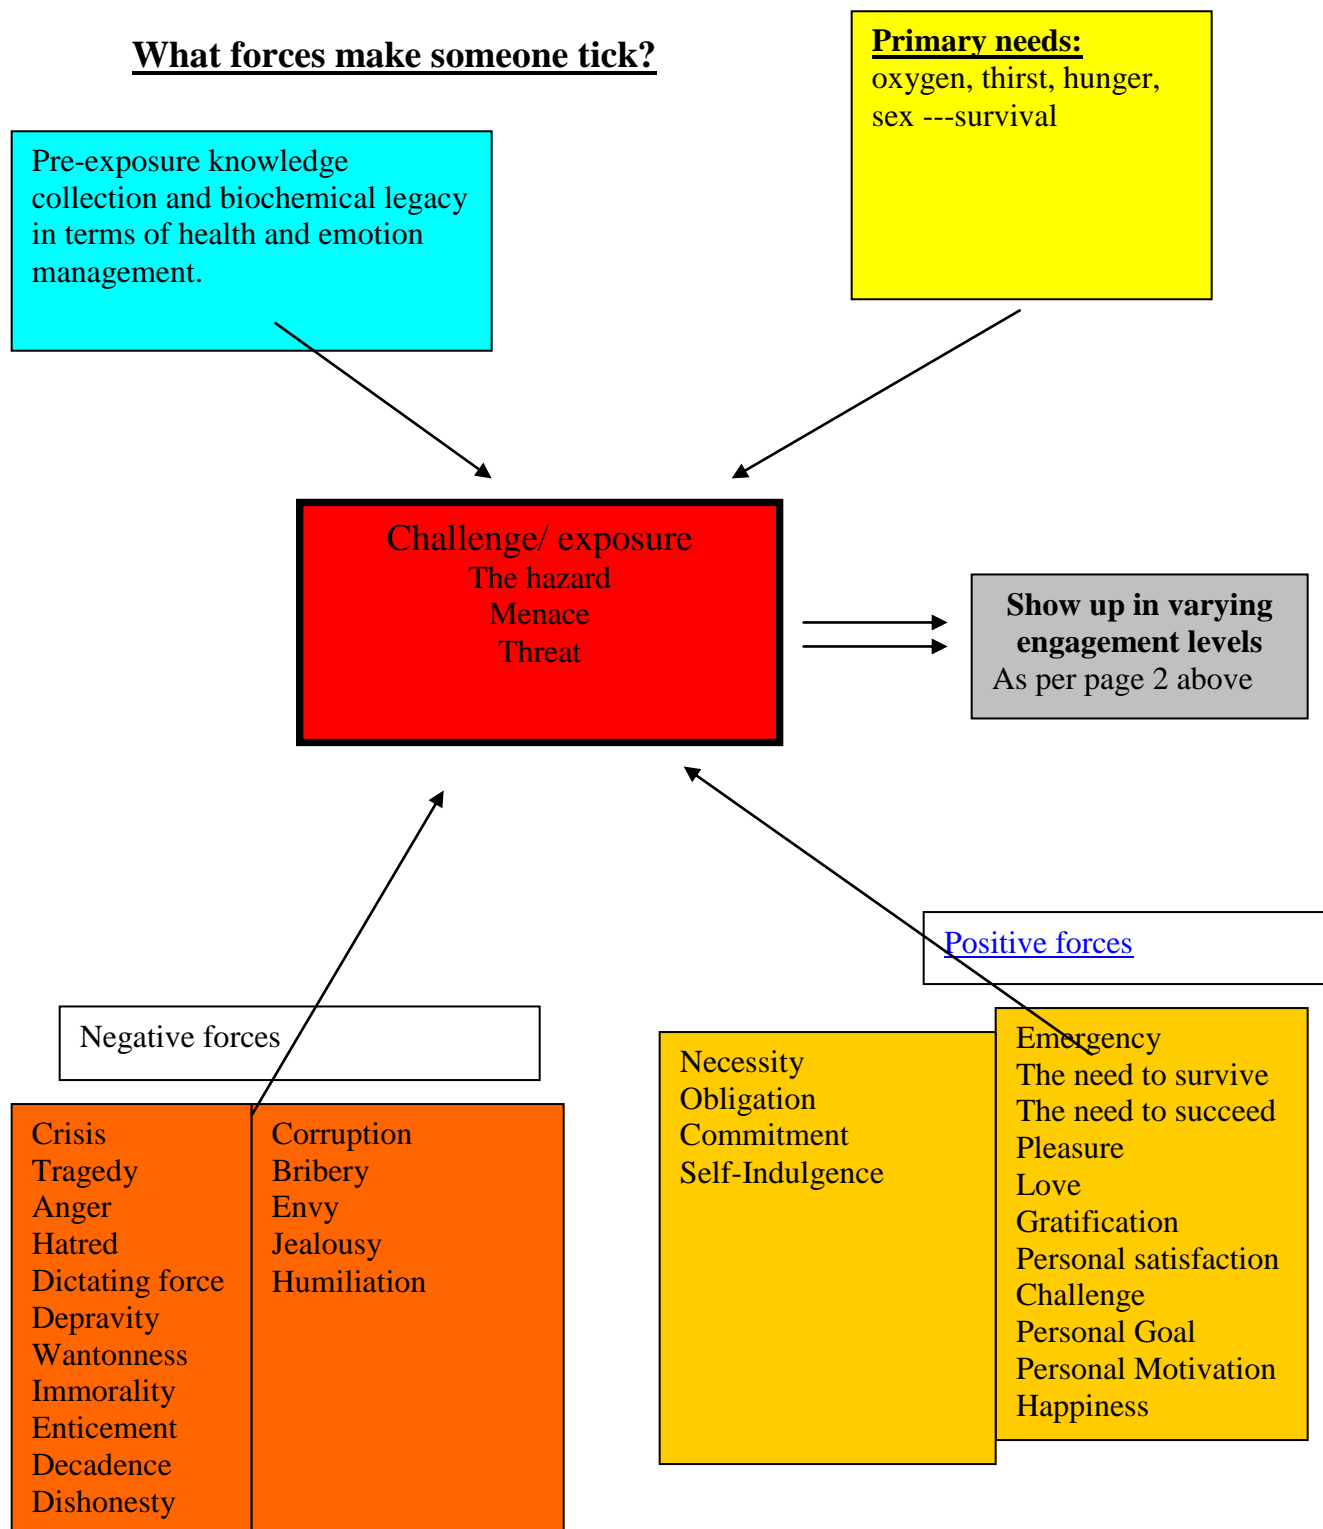 What forces make someone tick?
Primary needs:
oxygen, thirst, hunger,
sex ---survival
Pre-exposure knowledge
collection and biochemical legacy
in terms of health and emotion
management.
Challenge/ exposure
The hazard
Menace
Threat
Show up in varying
engagement levels
As per page 2 above
Negative forces
Crisis
Tragedy
Anger
Hatred
Dictating force
Depravity
Wantonness
Immorality
Enticement
Decadence
Dishonesty
Corruption
Bribery
Envy
Jealousy
Humiliation
Positive forces
Necessity
Obligation
Commitment
Self-Indulgence
Emergency
The need to survive
The need to succeed
Pleasure
Love
Gratification
Personal satisfaction
Challenge
Personal Goal
Personal Motivation
Happiness